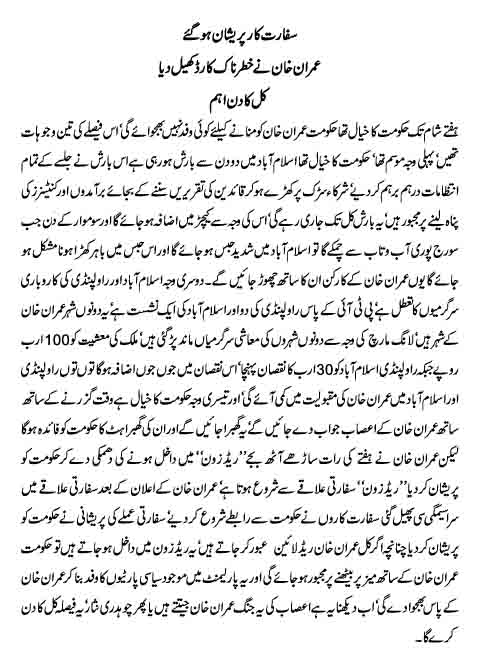 سفارت کار پریشان ہو گئے
عمران خان نے خطرناک کارڈ کھیل دیا
کل کا دن اہم
ہفتے شام تک حکومت کا خیال تھا حکومت عمران خان کو منانے کیلئے کوئی وفد نہیں بھجوائے گی‘ اس فیصلے کی تین وجوہات
تھیں‘ پہلی وجہ موسم تھا‘ حکومت کا خیال تھا اسلام آباد میں دو دن سے بارش ہو رہی ہے اس بارش نے جلسے کے تمام
انتظامات درہم برہم کر دیے‘ شرکاء سڑک پر کھڑے ہو کر قائدین کی تقریریں سننے کے بجائے برآمدوں اور کنٹینرز کی
پناہ لینے پر مجبور ہیں‘ یہ بارش کل تک جاری رہے گی‘ اس کی وجہ سے کیچڑ میں اضافہ ہو جائے گا اور سوموار کے دن جب
سورج پوری آب و تاب سے چمکے گا تو اسلام آباد میں شدید حبس ہو جائے گا اور اس حبس میں باہر کھڑا ہونا مشکل ہو
جائے گا یوں عمران خان کے کارکن ان کا ساتھ چھوڑ جائیں گے۔ دوسری وجہ اسلام آباد اور راولپنڈی کی کاروباری
سرگرمیوں کا تعطل ہے‘ پی ٹی آئی کے پاس راولپنڈی کی دو اور اسلام آباد کی ایک نشست ہے‘ یہ دونوں شہر عمران خان
کے شہر ہیں‘ لانگ مارچ کی وجہ سے دونوں شہروں کی معاشی سرگرمیاں ماند پڑ گئی ہیں‘ ملک کی معشیت کو 100 ارب
روپے جبکہ راولپنڈی اسلام آباد کو 30 ارب کا نقصان پہنچا‘ اس نقصان میں جوں جوں اضافہ ہو گا توں توں راولپنڈی
اور اسلام آباد میں عمران خان کی مقبولیت میں کمی آئے گی‘ اور تیسری وجہ حکومت کا خیال ہے وقت گزرنے کے ساتھ
ساتھ عمران خان کے اعصاب جواب دے جائیں گے‘ یہ گھبرا جائیں گے اور ان کی گھبراہٹ کا حکومت کو فائدہ ہو گا
لیکن عمران خان نے ہفتے کی رات ساڑھے آٹھ بجے ’’ریڈ زون‘‘ میں داخل ہونے کی دھمکی دے کر حکومت کو
پریشان کر دیا ’’ریڈ زون‘‘ سفارتی علاقے سے شروع ہوتا ہے‘ عمران خان کے اعلان کے بعد سفارتی علاقے میں
سراسیمگی سی پھیل گئی سفارت کاروں نے حکومت سے رابطے شروع کر دیے‘ سفارتی عملے کی پریشانی نے حکومت کو
پریشان کر دیا چنانچہ اگر کل عمران خان ریڈ لائین عبور کر جاتے ہیں‘ یہ ریڈ زون میں داخل ہو جاتے ہیں تو حکومت
عمران خان کے ساتھ میز پر بیٹھنے پر مجبور ہو جائے گی اور یہ پارلیمنٹ میں موجود سیاسی پارٹیوں کا وفد بنا کر عمران خان
کے پاس بھجوا دے گی‘ اب دیکھنا یہ ہے اعصاب کی یہ جنگ عمران خان جیتتے ہیں یا پھر چوہدری نثار‘ یہ فیصلہ کل کا دن
کرے گا۔